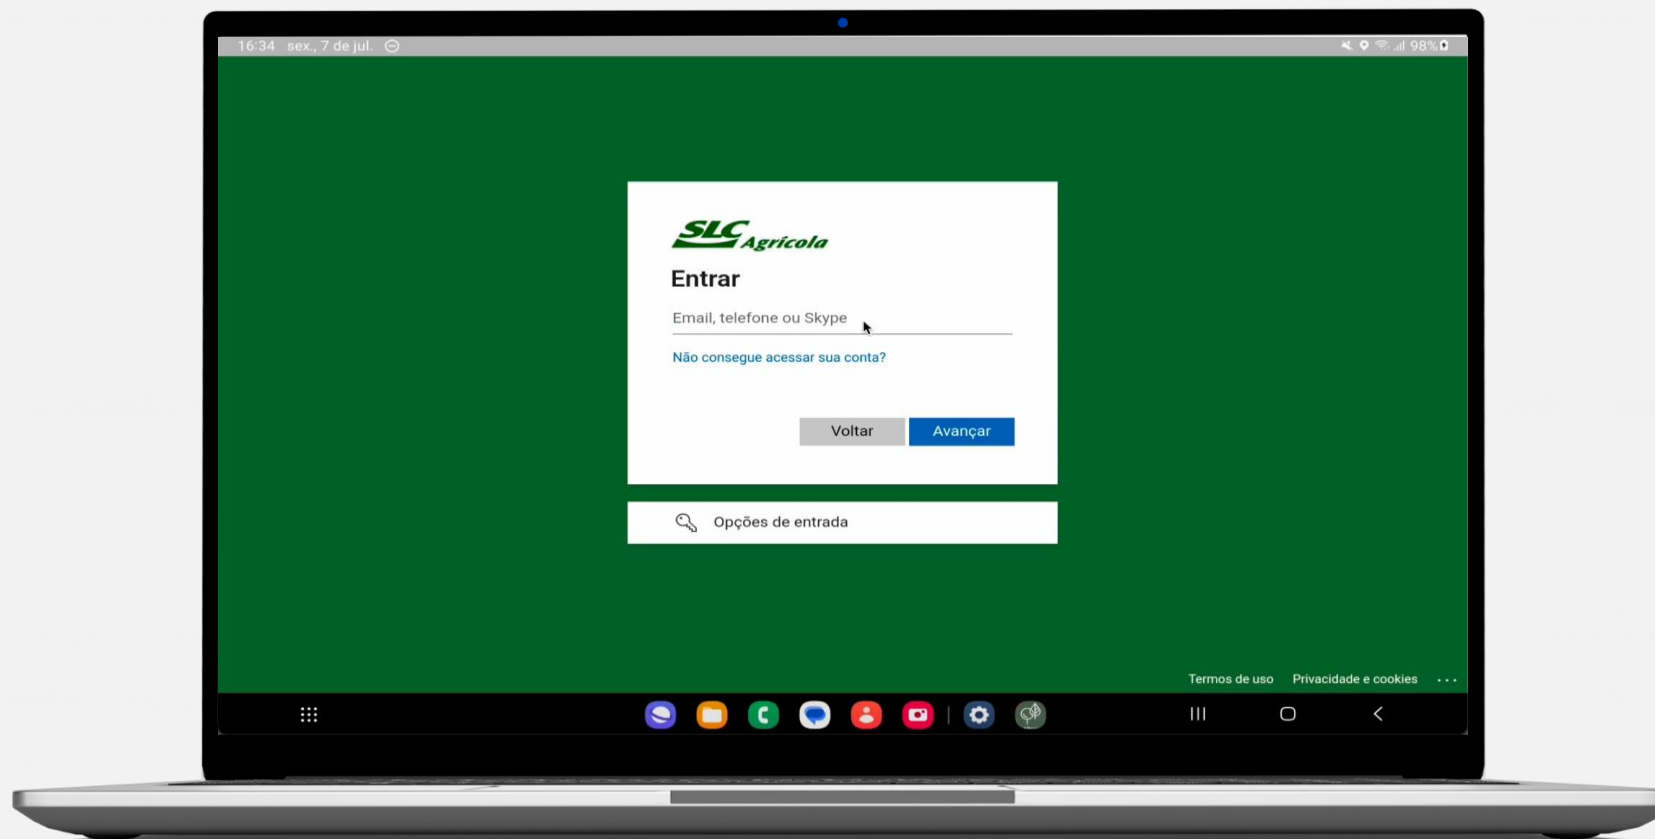 16:34 sex., 7 de jul.
98%
SLC Agrícola
Entrar
Email, telefone ou Skype
Não consegue acessar sua conta?
Voltar Avançar
Opções de entrada
Termos de uso Privacidade e cookies ...